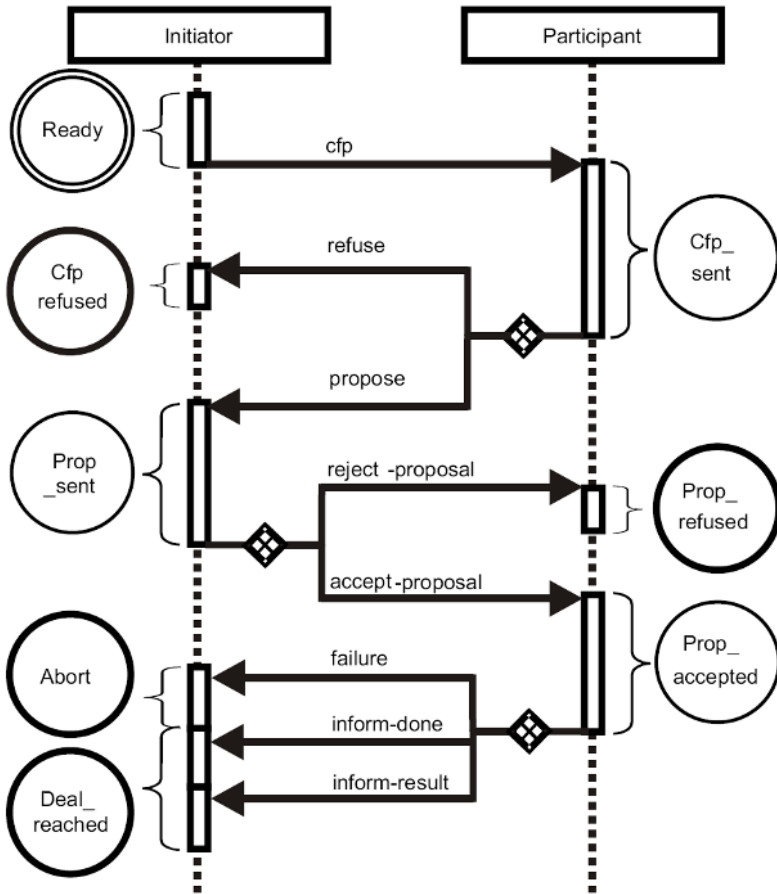 Initiator
Participant
Ready
cfp
Cfp_
sent
refuse
Cfp
refused
propose
Prop
_sent
reject -proposal
Prop_
refused
accept-proposal
Prop_
accepted
failure
Abort
inform-done
inform-result
Deal_
reached